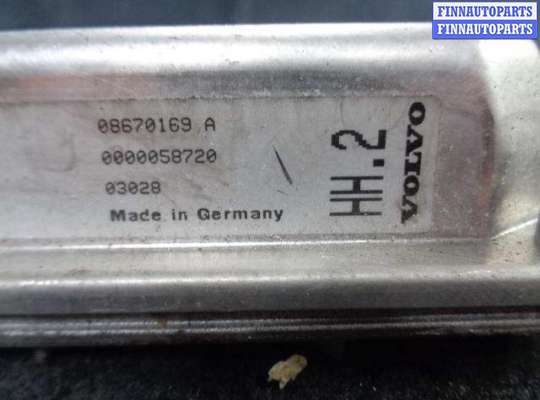 FINNAUTOPARTS
FINNAUTOPARTS
08670169 A
0000058720
03028
Made in Germany
HH.2
VOLVO